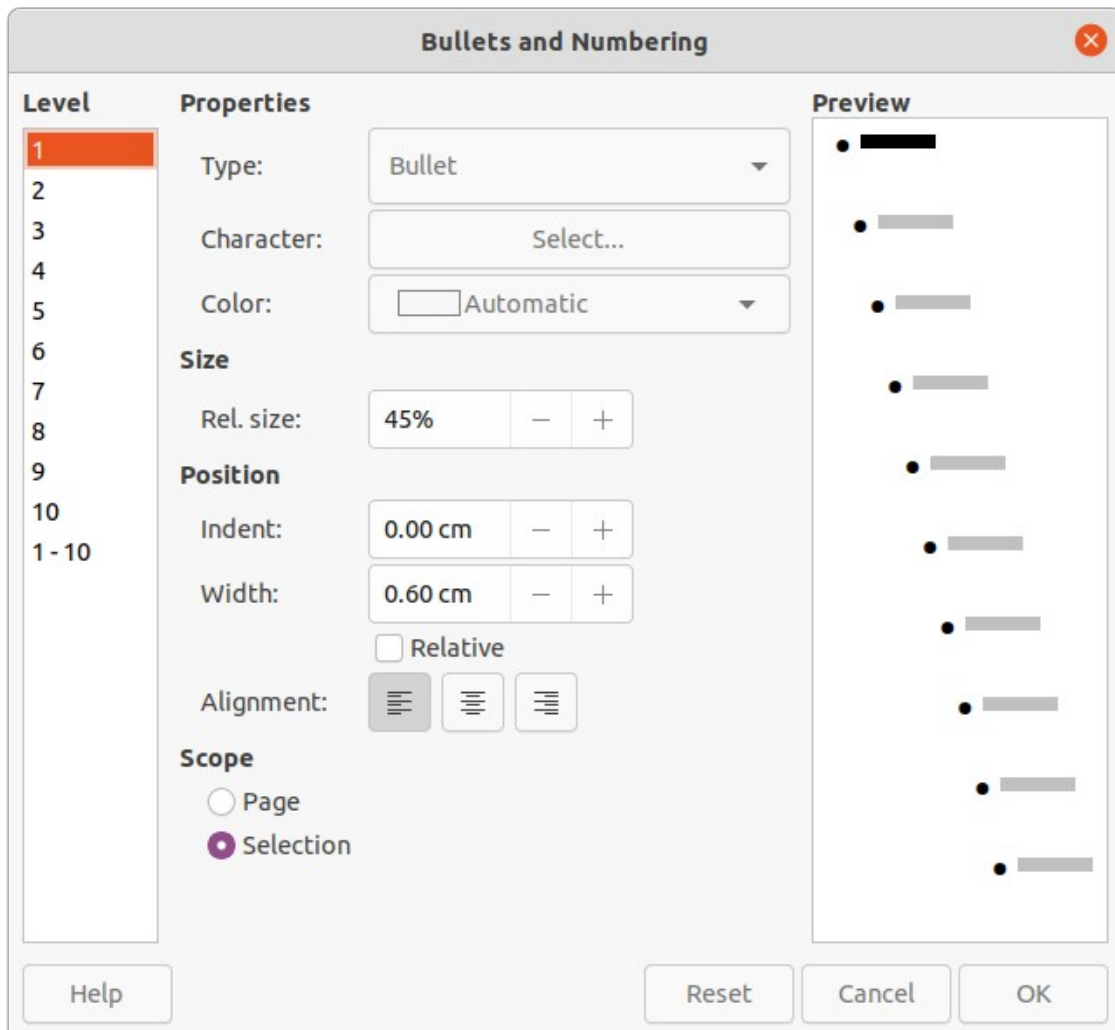 Bullets and Numbering
Level
1
2
3
4
5
6
7
8
9
10
1 - 10
Properties
Type: Bullet
Character: Select...
Color: Automatic
Size
Rel. size: 45%
Position
Indent: 0.00 cm
Width: 0.60 cm
Relative
Alignment:
Scope
Page
Selection
Preview
Help Reset Cancel OK